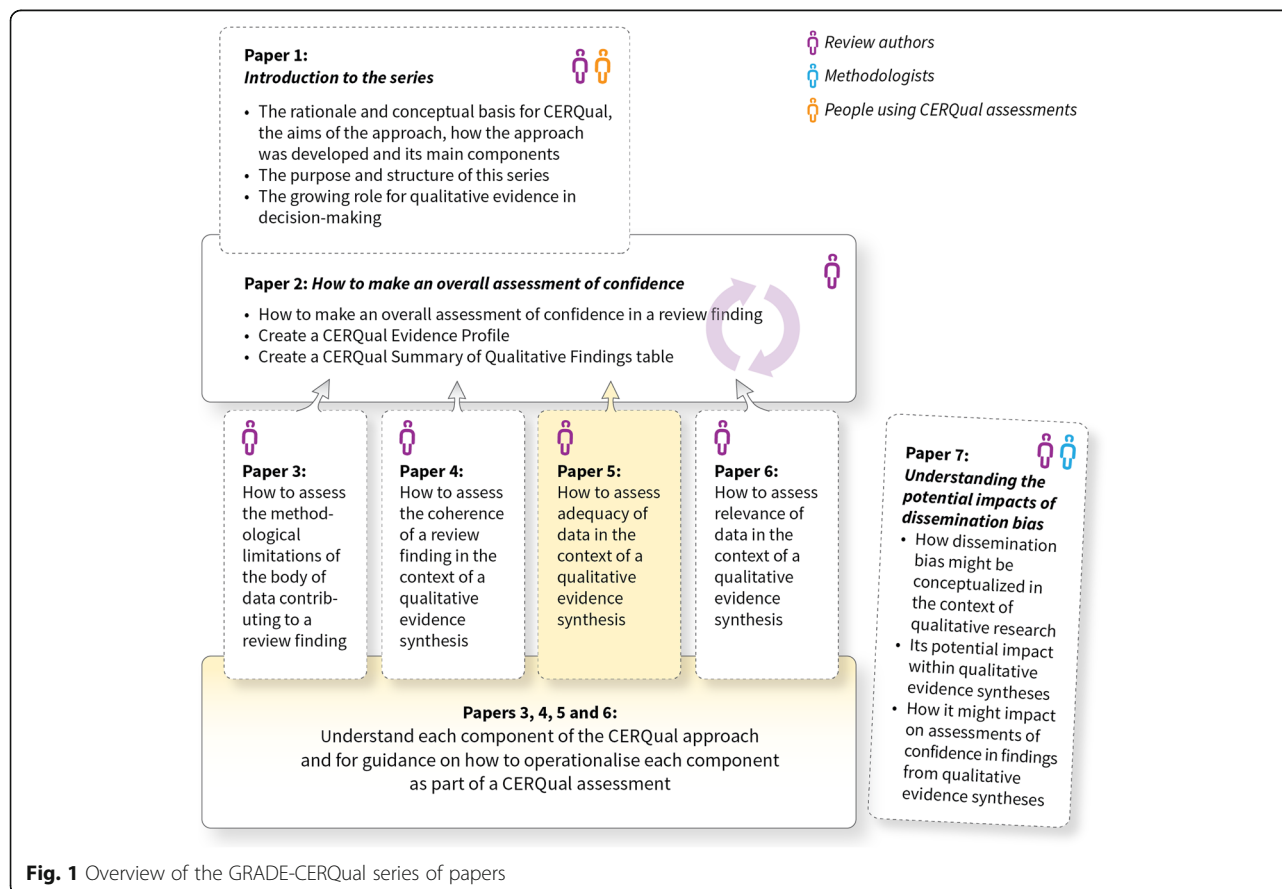 Paper 1:
Introduction to the series
• The rationale and conceptual basis for CERQual,
the aims of the approach, how the approach
was developed and its main components
• The purpose and structure of this series
• The growing role for qualitative evidence in
decision-making
Review authors
Methodologists
People using CERQual assessments
Paper 2: How to make an overall assessment of confidence
• How to make an overall assessment of confidence in a review finding
• Create a CERQual Evidence Profile
• Create a CERQual Summary of Qualitative Findings table
Paper 3:
How to assess
the method-
ological
limitations of
the body of
data contrib-
uting to a
review finding
Paper 4:
How to assess
the coherence
of a review
finding in the
context of a
qualitative
evidence
synthesis
Paper 5:
How to assess
adequacy of
data in the
context of a
qualitative
evidence
synthesis
Paper 6:
How to assess
relevance of
data in the
context of a
qualitative
evidence
synthesis
Paper 7:
Understanding the
potential impacts of
dissemination bias
• How dissemination
bias might be
conceptualized in
the context of
qualitative research
• Its potential impact
within qualitative
evidence syntheses
• How it might impact
on assessments of
confidence in findings
from qualitative
evidence syntheses
Papers 3, 4, 5 and 6:
Understand each component of the CERQual approach
and for guidance on how to operationalise each component
as part of a CERQual assessment
Fig. 1 Overview of the GRADE-CERQual series of papers